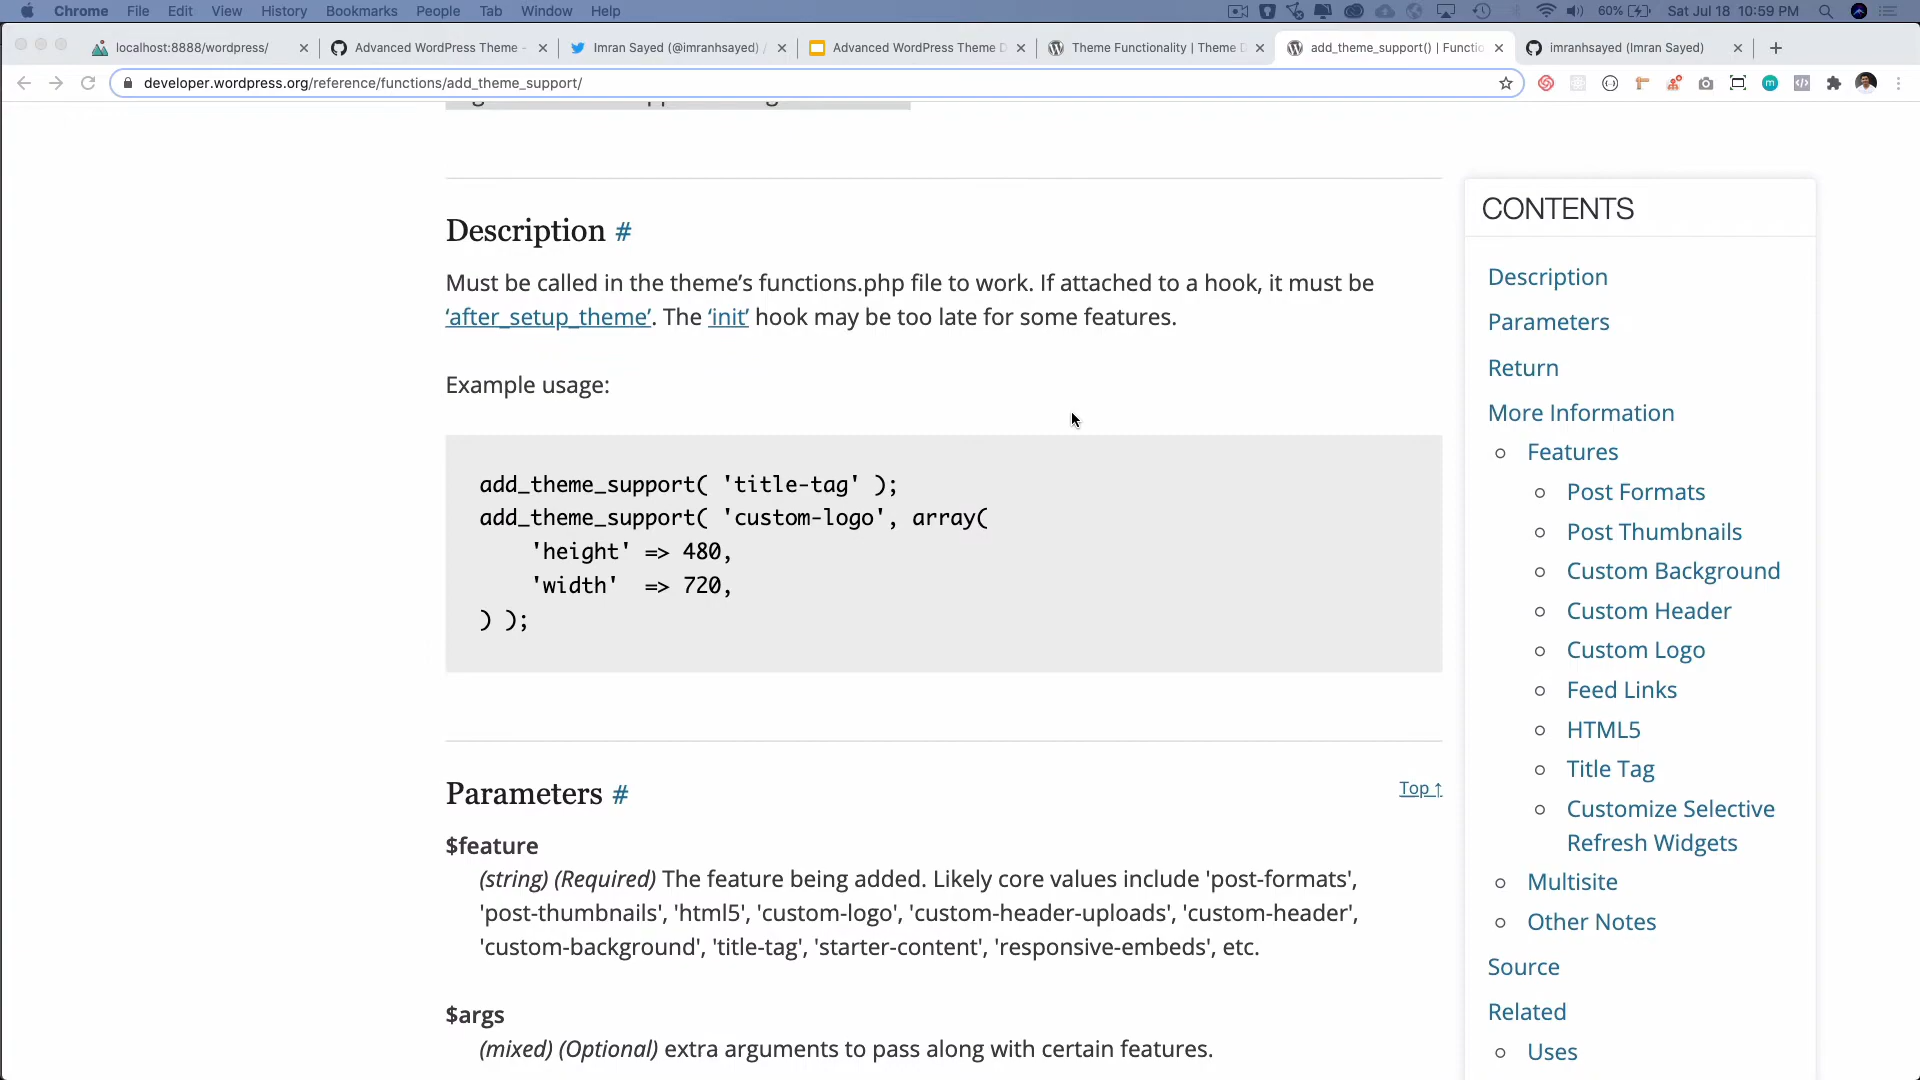 Chrome File Edit View History Bookmarks People Tab Window Help 60% Sat Jul 18 10:59 PM
localhost:8888/wordpress/ Advanced WordPress Theme - Imran Sayed (@imranhsayed) / Advanced WordPress Theme D Theme Functionality | Theme D add_theme_support() | Functio imranhsayed (Imran Sayed)
developer.wordpress.org/reference/functions/add_theme_support/
Description #
Must be called in the theme’s functions.php file to work. If attached to a hook, it must be
‘after_setup_theme’. The ‘init’ hook may be too late for some features.
Example usage:
add_theme_support( 'title-tag' );
add_theme_support( 'custom-logo', array(
'height' => 480,
'width' => 720,
) );
Parameters #
Top ↑
$feature
(string) (Required) The feature being added. Likely core values include 'post-formats',
'post-thumbnails', 'html5', 'custom-logo', 'custom-header-uploads', 'custom-header',
'custom-background', 'title-tag', 'starter-content', 'responsive-embeds', etc.
$args
(mixed) (Optional) extra arguments to pass along with certain features.
CONTENTS
Description
Parameters
Return
More Information
Features
Post Formats
Post Thumbnails
Custom Background
Custom Header
Custom Logo
Feed Links
HTML5
Title Tag
Customize Selective
Refresh Widgets
Multisite
Other Notes
Source
Related
Uses